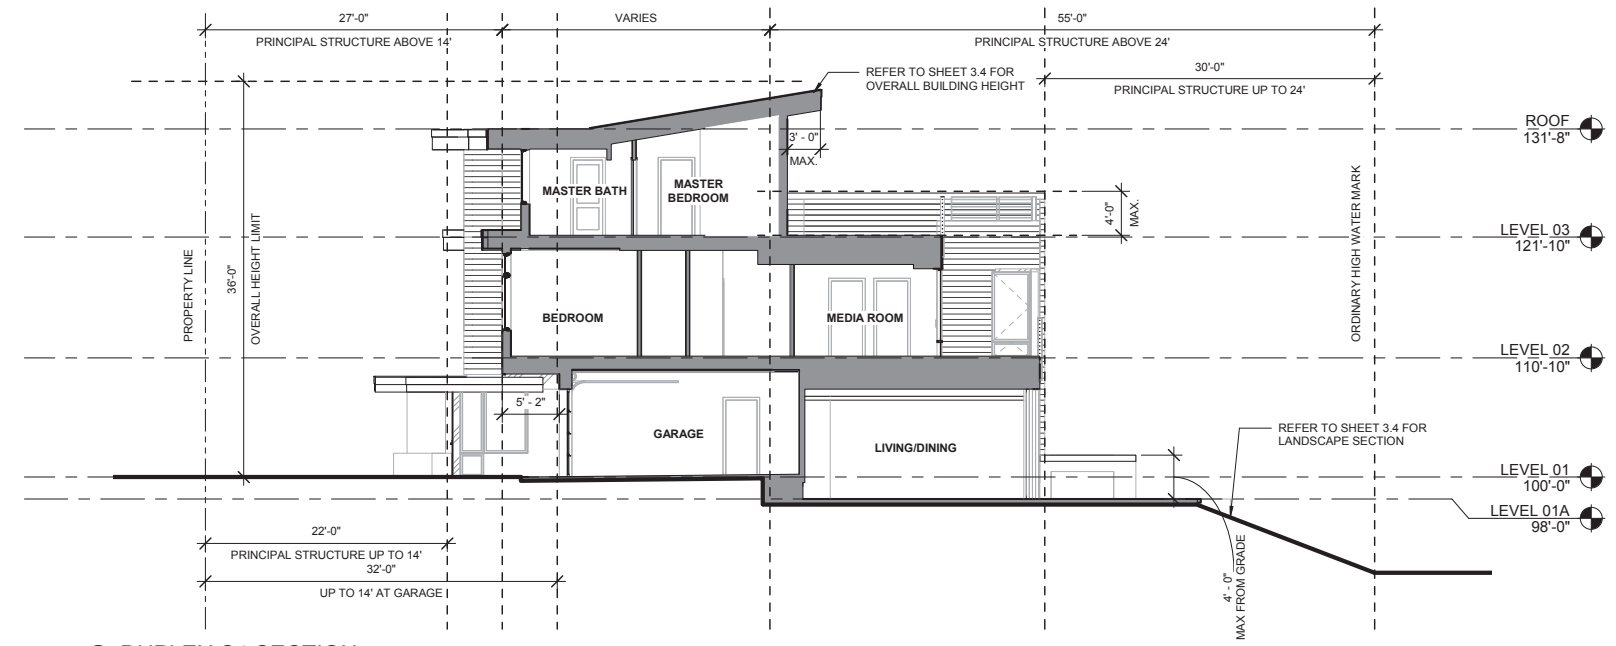 27'-0"
VARIES
55'-0"
PRINCIPAL STRUCTURE ABOVE 14'
PRINCIPAL STRUCTURE ABOVE 24'
REFER TO SHEET 3.4 FOR
OVERALL BUILDING HEIGHT
30'-0"
PRINCIPAL STRUCTURE UP TO 24'
ROOF
131'-8"
3' - 0"
MAX.
MASTER BATH
MASTER
BEDROOM
4'-0"
MAX.
LEVEL 03
121'-10"
PROPERTY LINE
36'-0"
OVERALL HEIGHT LIMIT
ORDINARY HIGH WATER MARK
BEDROOM
MEDIA ROOM
LEVEL 02
110'-10"
5' - 2"
GARAGE
LIVING/DINING
REFER TO SHEET 3.4 FOR
LANDSCAPE SECTION
LEVEL 01
100'-0"
LEVEL 01A
98'-0"
22'-0"
PRINCIPAL STRUCTURE UP TO 14'
32'-0"
UP TO 14' AT GARAGE
4' - 0"
MAX FROM GRADE